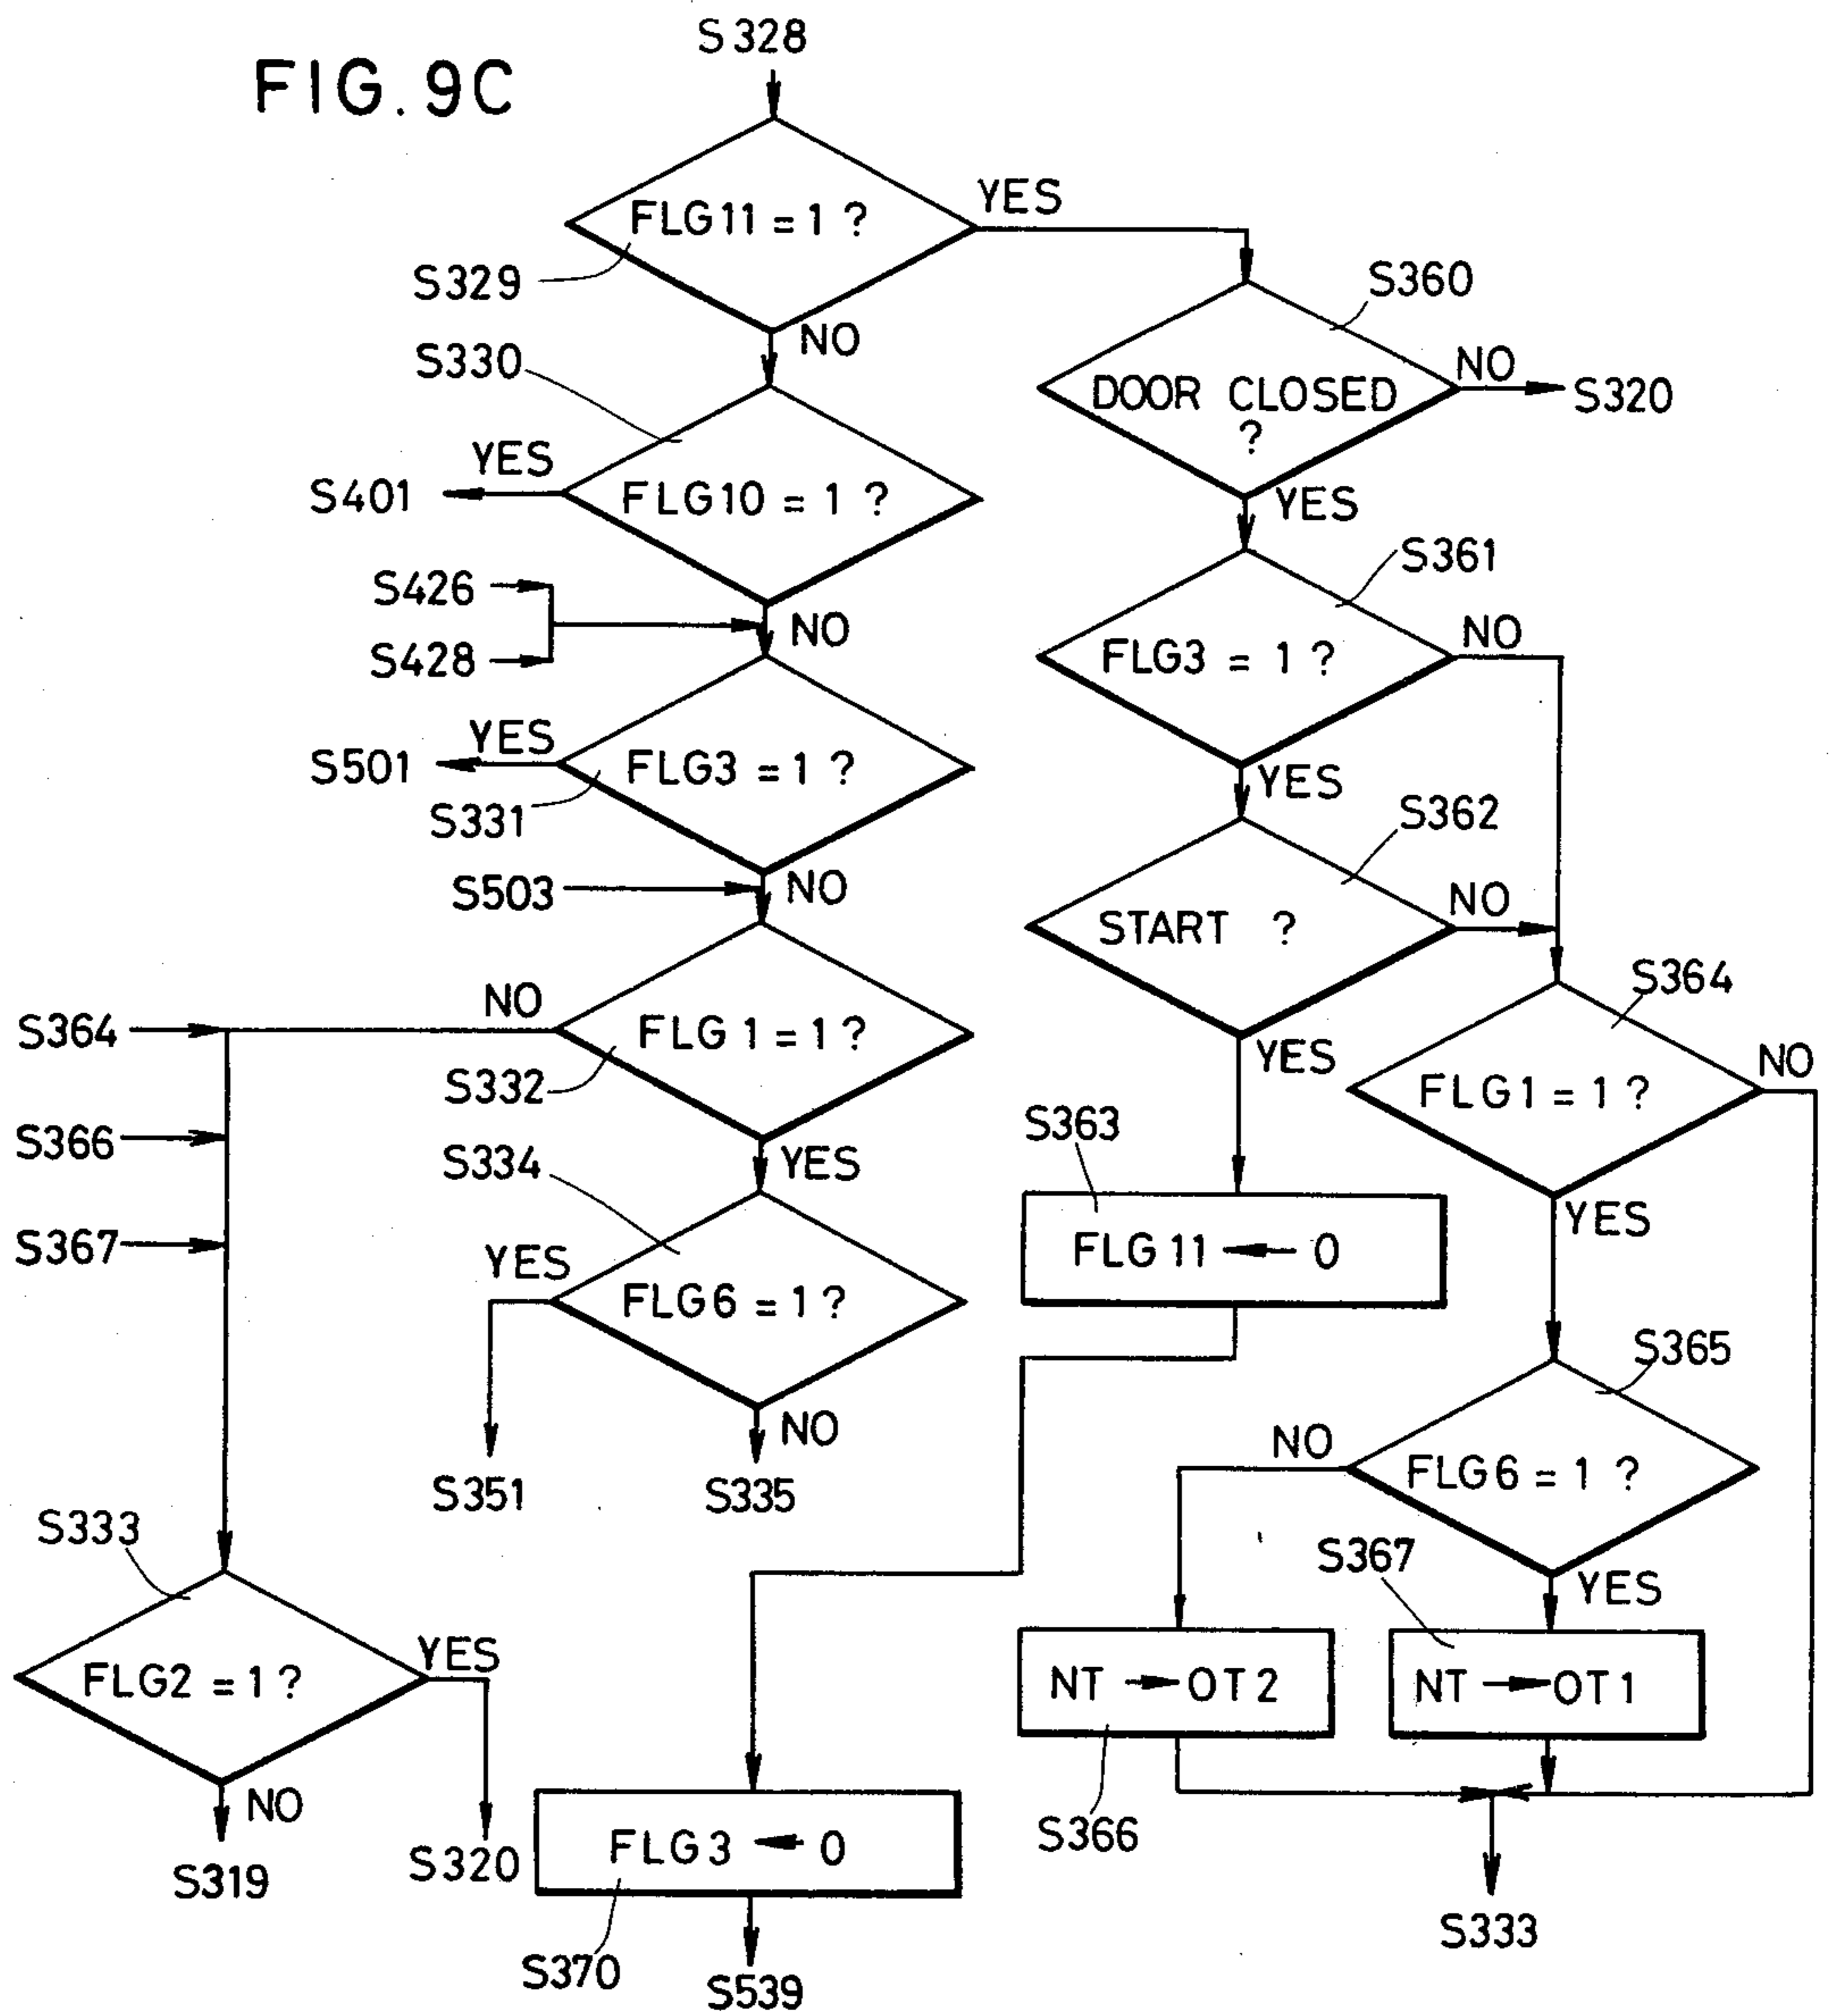 FIG. 9C
S328
FLG11 = 1 ?
YES
S329
NO
S360
DOOR CLOSED
?
NO
S320
YES
S330
FLG10 = 1 ?
YES
S401
NO
S426
S428
S361
FLG3 = 1 ?
NO
YES
FLG3 = 1 ?
YES
S501
S331
NO
S503
S362
START ?
NO
YES
FLG1 = 1 ?
NO
S332
YES
S364
S366
S367
S364
FLG1 = 1 ?
NO
YES
S363
FLG11 ← 0
S334
FLG6 = 1 ?
YES
NO
S351
S335
S365
FLG6 = 1 ?
NO
YES
S333
FLG2 = 1 ?
YES
NO
S319
S320
S367
NT → OT2
NT → OT1
S366
S333
FLG3 ← 0
S370
S539